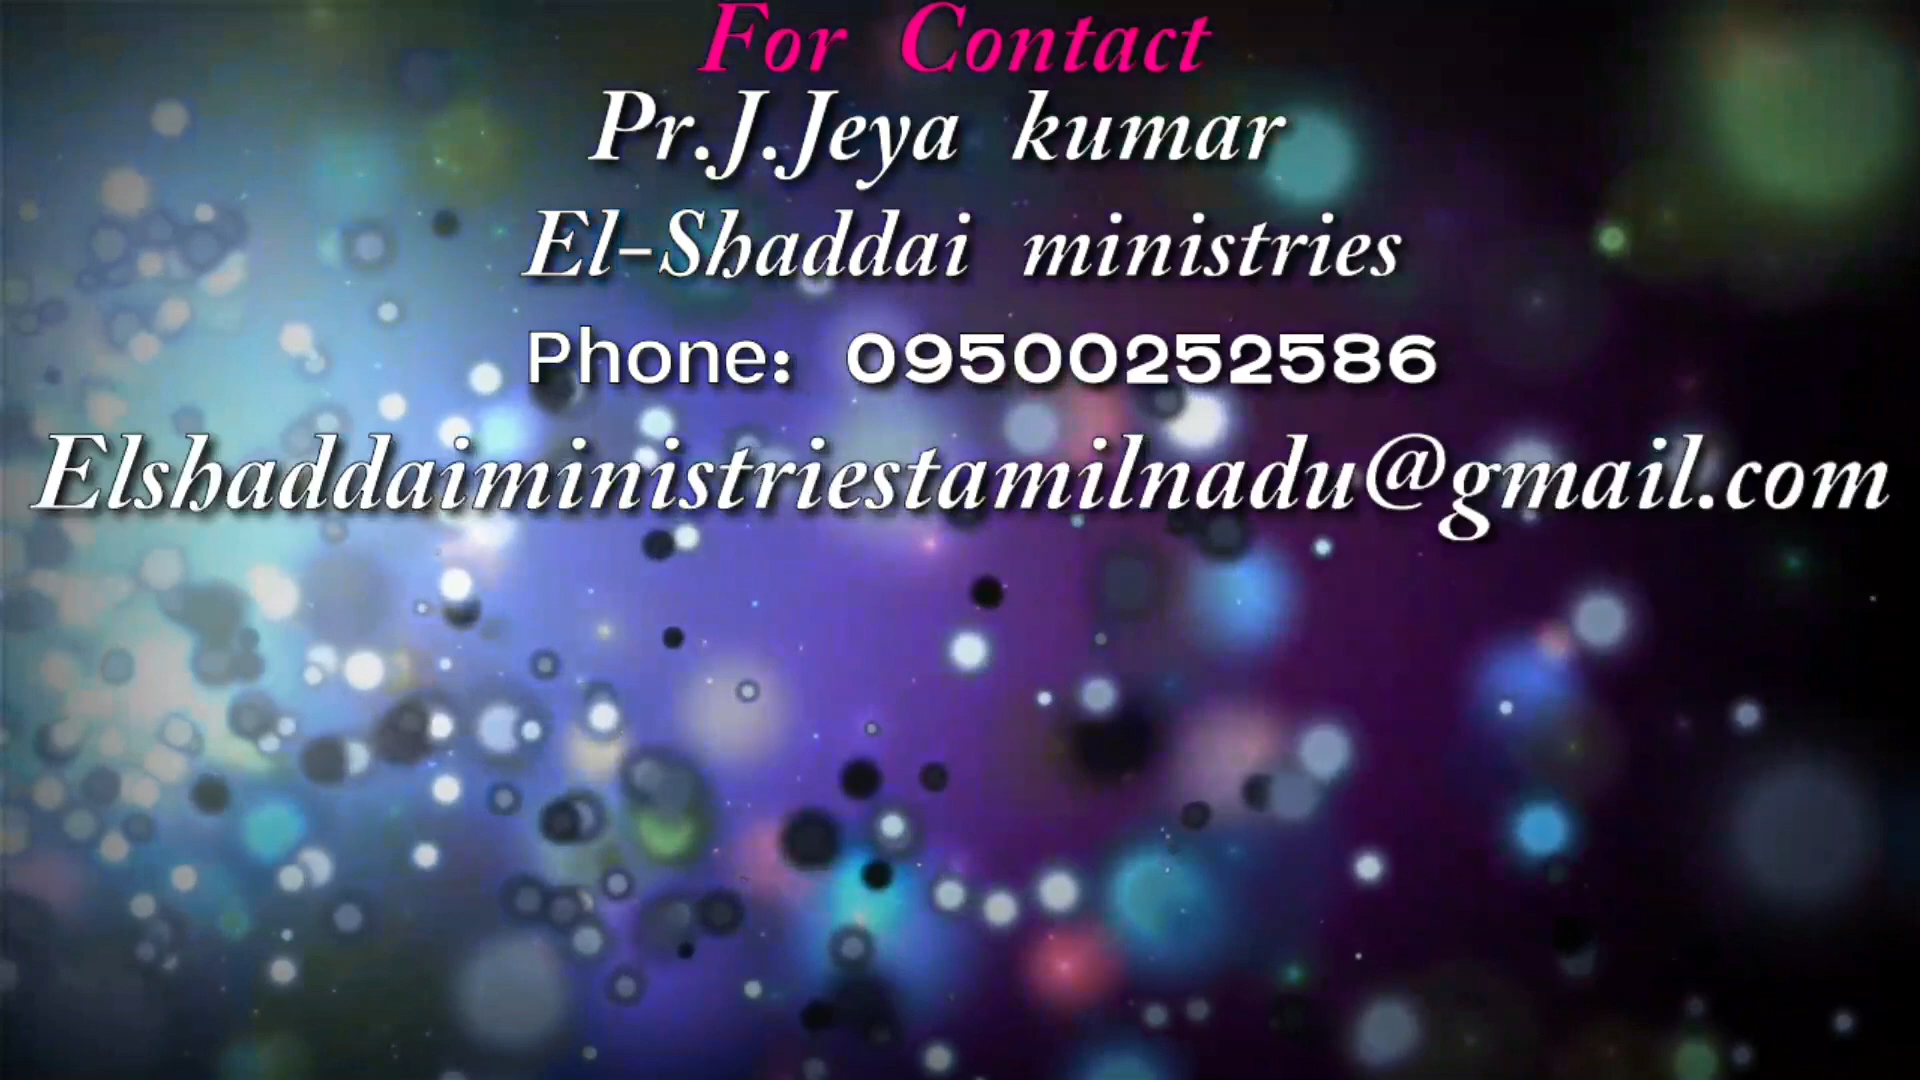 For Contact
Pr.J.Jeya kumar
El-Shaddai ministries
Phone: 09500252586
Elshaddaiministriestamilnadu@gmail.com